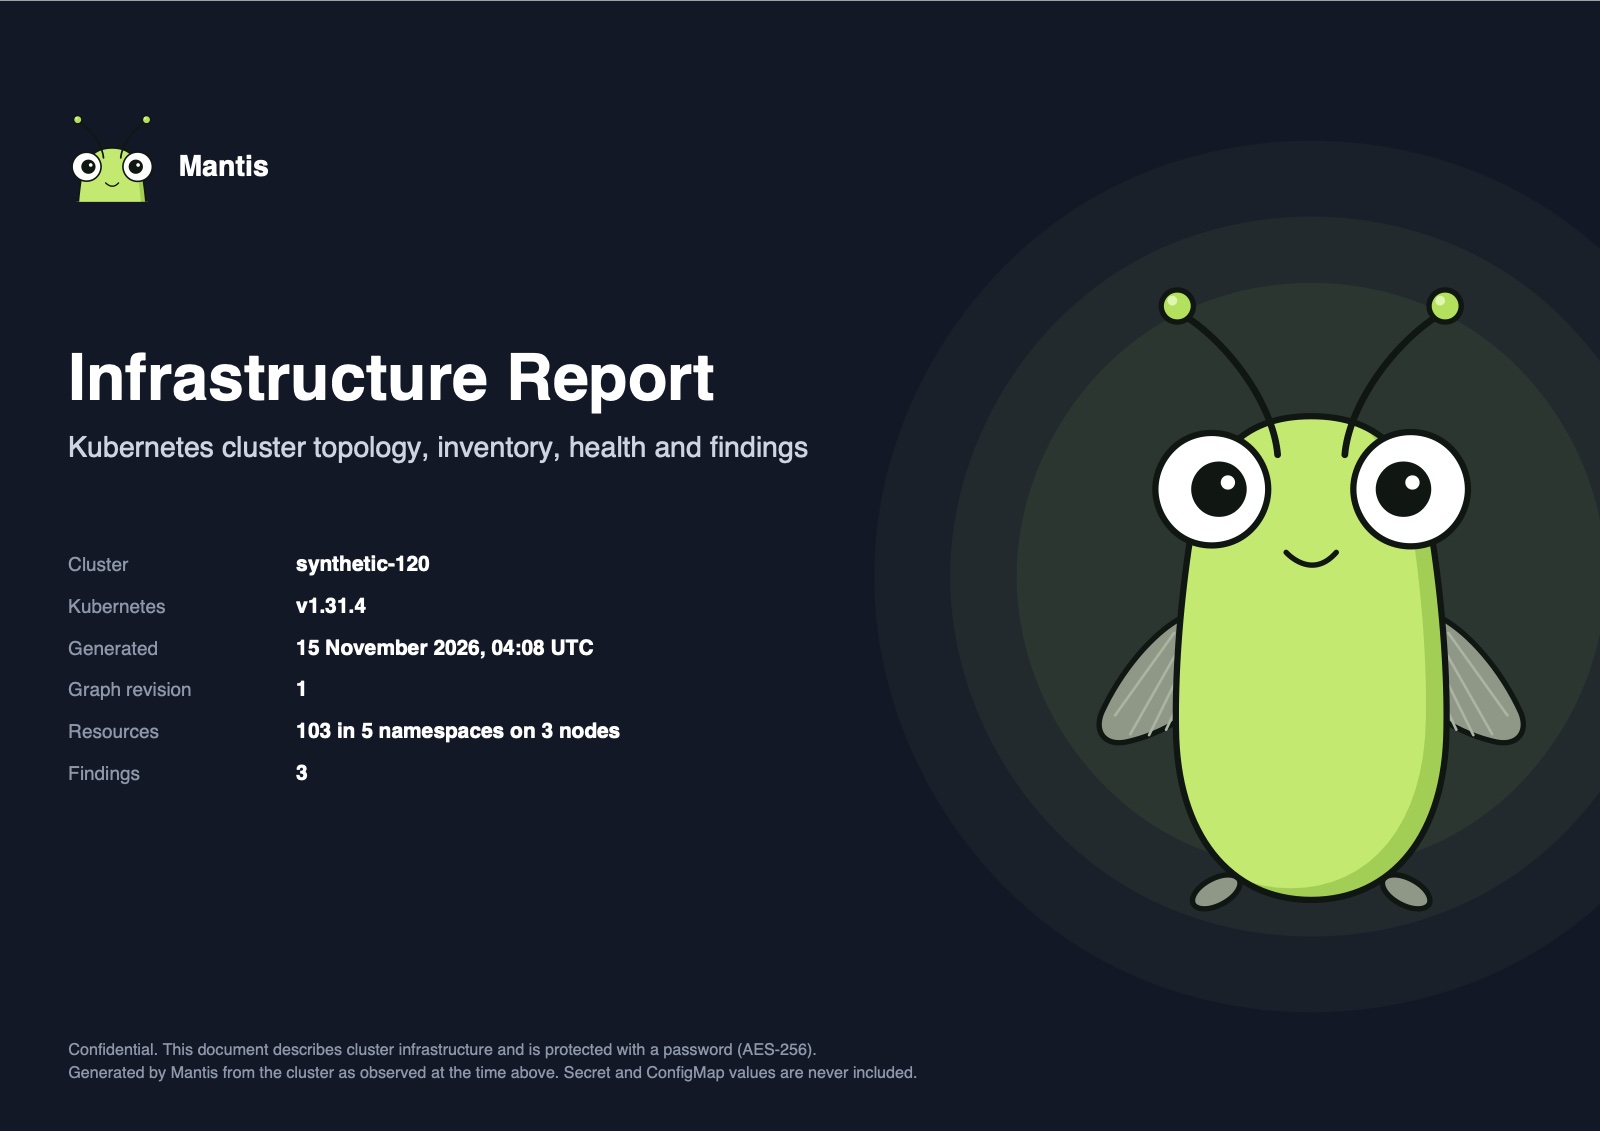 Mantis
Infrastructure Report
Kubernetes cluster topology, inventory, health and findings
Cluster synthetic-120
Kubernetes v1.31.4
Generated 15 November 2026, 04:08 UTC
Graph revision 1
Resources 103 in 5 namespaces on 3 nodes
Findings 3
Confidential. This document describes cluster infrastructure and is protected with a password (AES-256).
Generated by Mantis from the cluster as observed at the time above. Secret and ConfigMap values are never included.